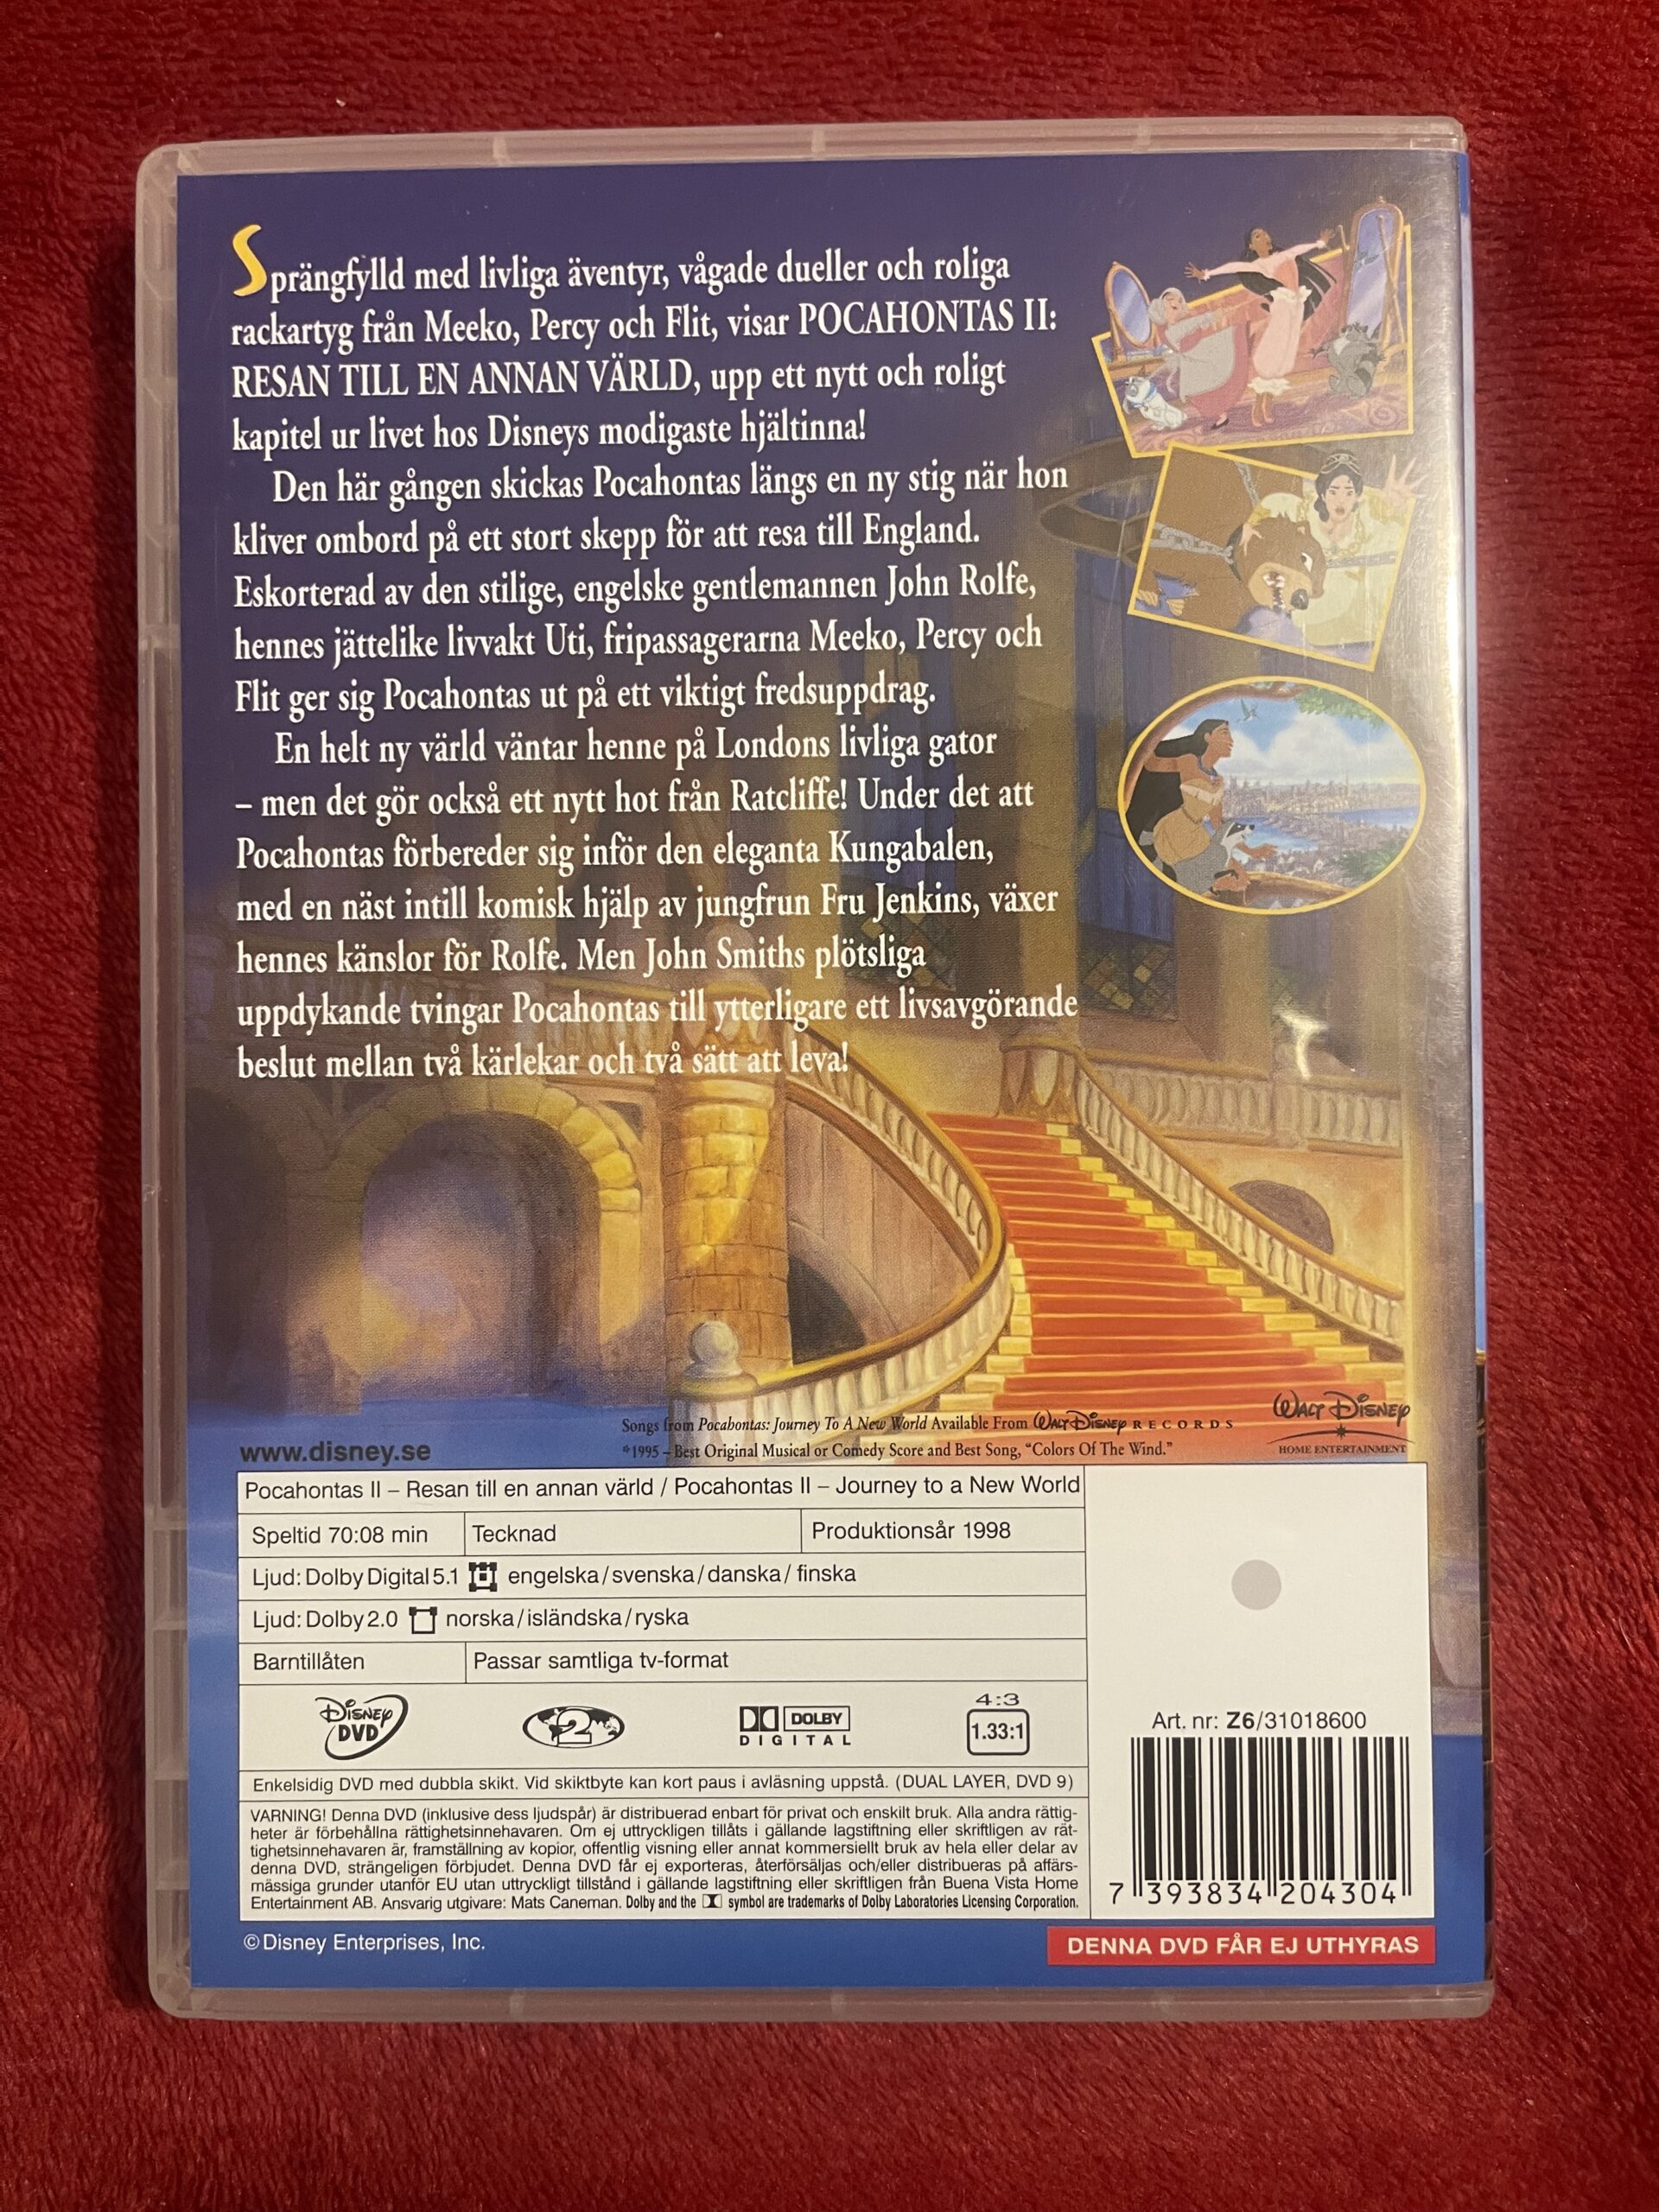 Sprängfylld med livliga äventyr, vågade dueller och roliga
rackartyg från Meeko, Percy och Flit, visar POCAHONTAS II:
RESAN TILL EN ANNAN VÄRLD, upp ett nytt och roligt
kapitel ur livet hos Disneys modigaste hjältinna!
Den här gången skickas Pocahontas längs en ny stig när hon
kliver ombord på ett stort skepp för att resa till England.
Eskorterad av den stilige, engelske gentlemannen John Rolfe,
hennes jättelike livvakt Uti, fripassagerarna Meeko, Percy och
Flit ger sig Pocahontas ut på ett viktigt fredsuppdrag.
En helt ny värld väntar henne på Londons livliga gator
– men det gör också ett nytt hot från Ratcliffe! Under det att
Pocahontas förbereder sig inför den eleganta Kungabalen,
med en näst intill komisk hjälp av jungfrun Fru Jenkins, växer
hennes känslor för Rolfe. Men John Smiths plötsliga
uppdykande tvingar Pocahontas till ytterligare ett livsavgörande
beslut mellan två kärlekar och två sätt att leva!
Songs from Pocahontas: Journey To A New World Available From WALT DISNEY RECORDS
*1995 – Best Original Musical or Comedy Score and Best Song, “Colors Of The Wind.”
WALT DISNEY
HOME ENTERTAINMENT
www.disney.se
Pocahontas II – Resan till en annan värld / Pocahontas II – Journey to a New World
Speltid 70:08 min Tecknad Produktionsår 1998
Ljud: Dolby Digital 5.1 engelska/svenska/danska/finska
Ljud: Dolby 2.0 norska/isländska/ryska
Barntillåten Passar samtliga tv-format
DISNEY DVD 2 DOLBY DIGITAL 4:3 1.33:1
Enkelsidig DVD med dubbla skikt. Vid skiktbyte kan kort paus i avläsning uppstå. (DUAL LAYER, DVD 9)
VARNING! Denna DVD (inklusive dess ljudspår) är distribuerad enbart för privat och enskilt bruk. Alla andra rättig-
heter är förbehållna rättighetsinnehavaren. Om ej uttryckligen tillåts i gällande lagstiftning eller skriftligen av rät-
tighetsinnehavaren är, framställning av kopior, offentlig visning eller annat kommersiellt bruk av hela eller delar av
denna DVD, strängeligen förbjudet. Denna DVD får ej exporteras, återförsäljas och/eller distribueras på affärs-
mässiga grunder utanför EU utan uttryckligt tillstånd i gällande lagstiftning eller skriftligen från Buena Vista Home
Entertainment AB. Ansvarig utgivare: Mats Caneman. Dolby and the symbol are trademarks of Dolby Laboratories Licensing Corporation.
Art. nr: Z6/31018600
7 393834 204304
© Disney Enterprises, Inc.
DENNA DVD FÅR EJ UTHYRAS